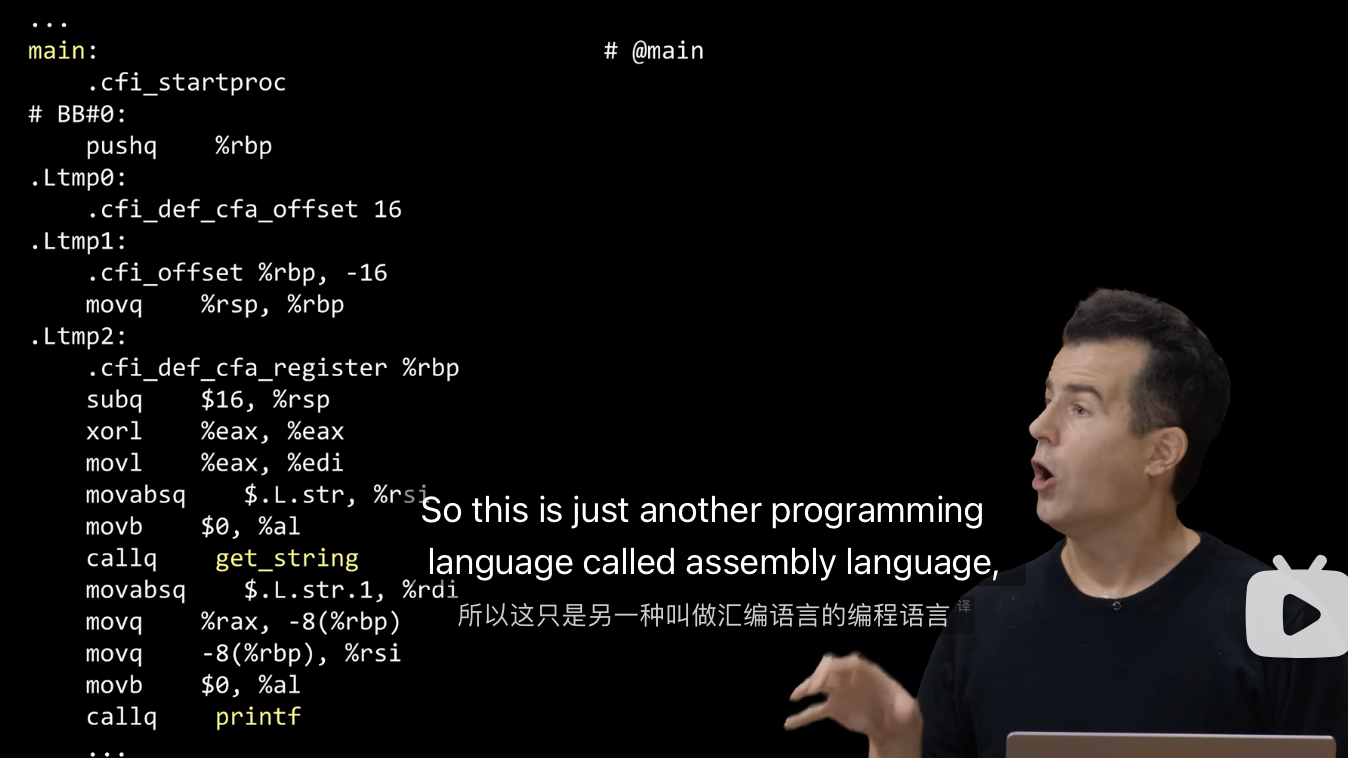 ...
main: # @main
.cfi_startproc
# BB#0:
pushq %rbp
.Ltmp0:
.cfi_def_cfa_offset 16
.Ltmp1:
.cfi_offset %rbp, -16
movq %rsp, %rbp
.Ltmp2:
.cfi_def_cfa_register %rbp
subq $16, %rsp
xorl %eax, %eax
movl %eax, %edi
movabsq $.L.str, %rsi
movb $0, %al
callq get_string
movabsq $.L.str.1, %rdi
movq %rax, -8(%rbp)
movq -8(%rbp), %rsi
movb $0, %al
callq printf
...
So this is just another programming
language called assembly language,
所以这只是另一种叫做汇编语言的编程语言 译